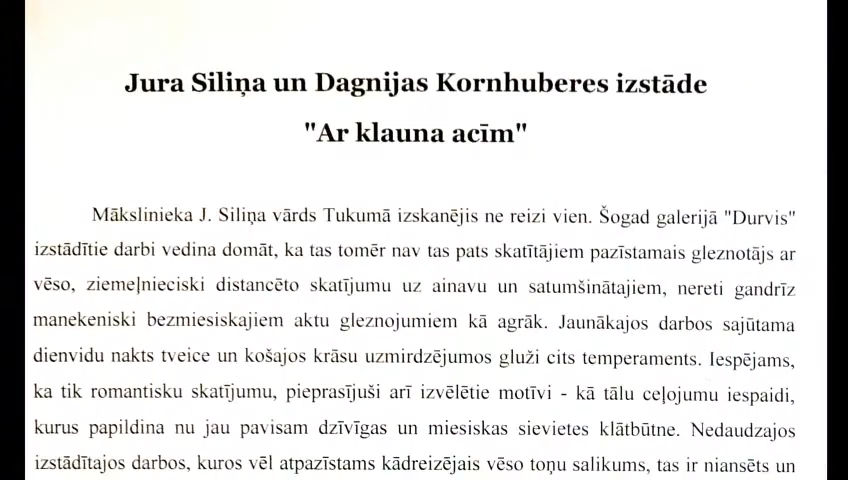 Jura Siliņa un Dagnijas Kornhuberes izstāde
"Ar klauna acīm"
Mākslinieka J. Siliņa vārds Tukumā izskanējis ne reizi vien. Šogad galerijā "Durvis"
izstādītie darbi vedina domāt, ka tas tomēr nav tas pats skatītājiem pazīstamais gleznotājs ar
vēso, ziemeļnieciski distancēto skatījumu uz ainavu un satumšinātajiem, nereti gandrīz
manekeniski bezmiesiskajiem aktu gleznojumiem kā agrāk. Jaunākajos darbos sajūtama
dienvidu nakts tveice un košajos krāsu uzmirdzējumos gluži cits temperaments. Iespējams,
ka tik romantisku skatījumu, pieprasījuši arī izvēlētie motīvi - kā tālu ceļojumu iespaidi,
kurus papildina nu jau pavisam dzīvīgas un miesiskas sievietes klātbūtne. Nedaudzajos
izstādītajos darbos, kuros vēl atpazīstams kādreizējais vēso toņu salikums, tas ir niansēts un